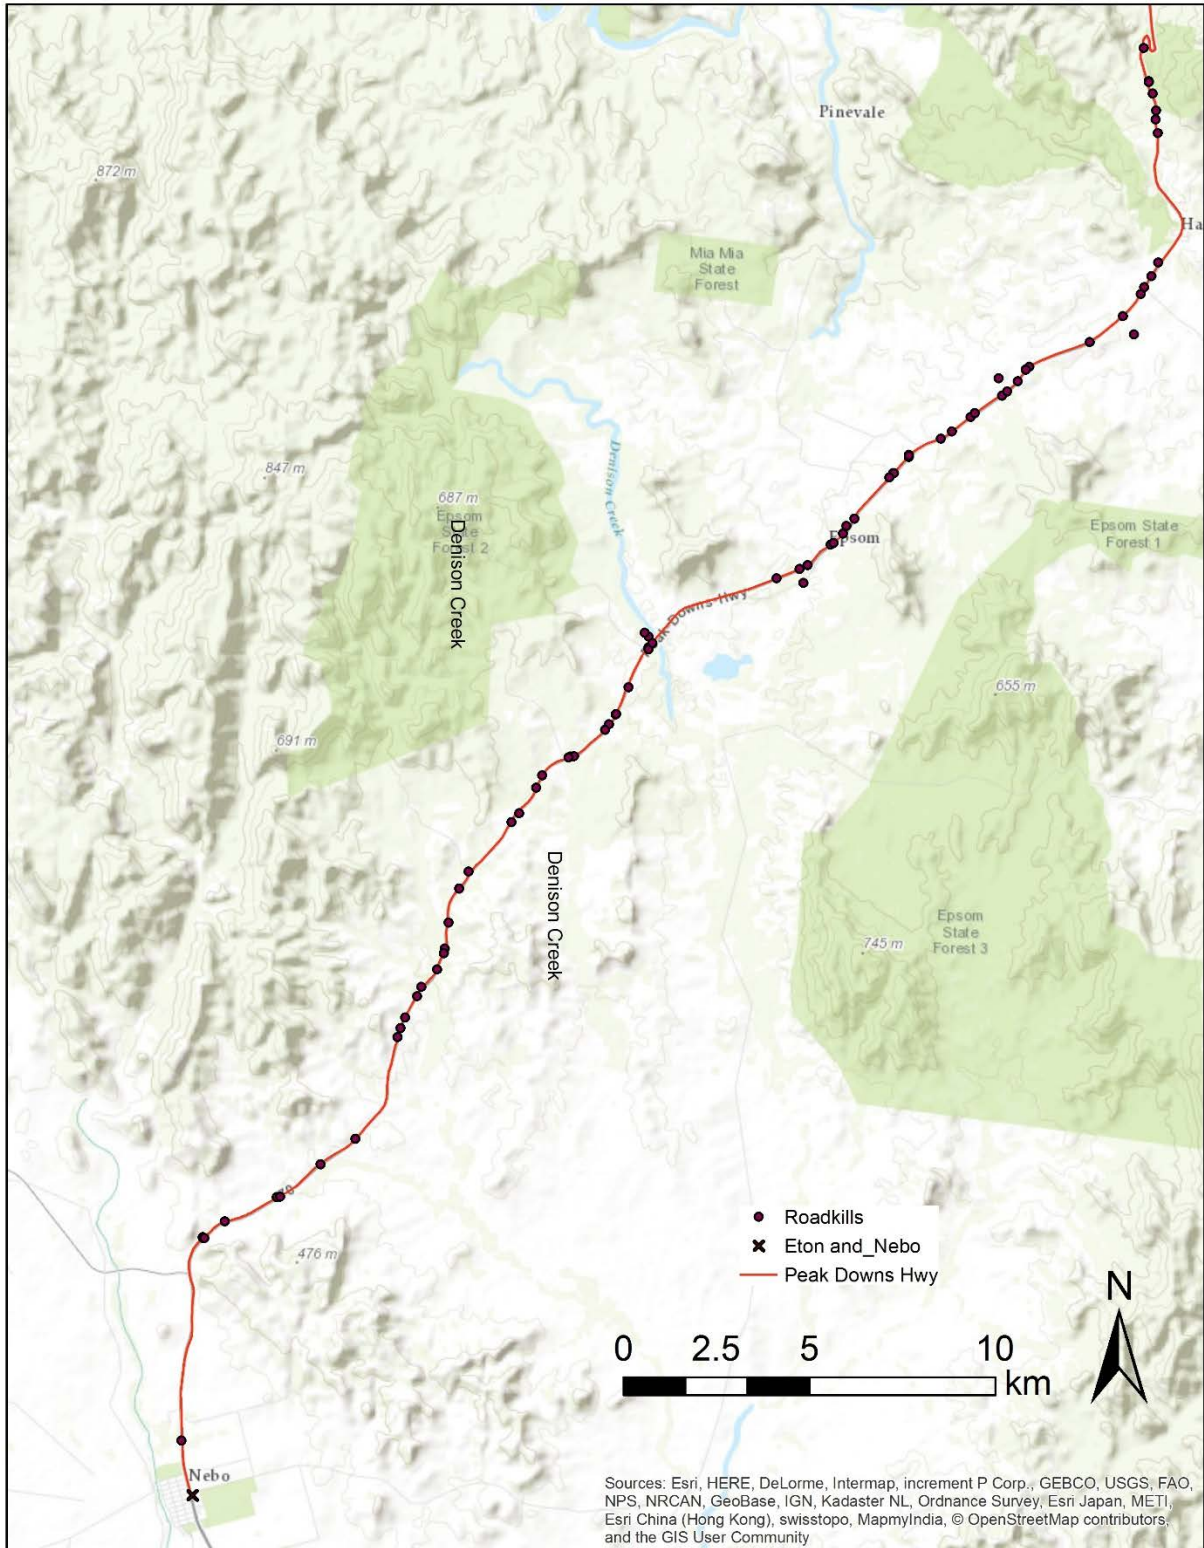 Pinevale
872 m
Ha
Mia Mia
State
Forest
Denison Creek
847 m
687 m
Epsom
State
Forest 2
Denison Creek
Epsom
Epsom State
Forest 1
Peak Downs Hwy
655 m
691 m
Denison Creek
Epsom
State
Forest 3
745 m
476 m
Roadkills
Eton and_Nebo
Peak Downs Hwy
N
0 2.5 5 10
km
Nebo
Sources: Esri, HERE, DeLorme, Intermap, increment P Corp., GEBCO, USGS, FAO,
NPS, NRCAN, GeoBase, IGN, Kadaster NL, Ordnance Survey, Esri Japan, METI,
Esri China (Hong Kong), swisstopo, MapmyIndia, © OpenStreetMap contributors,
and the GIS User Community